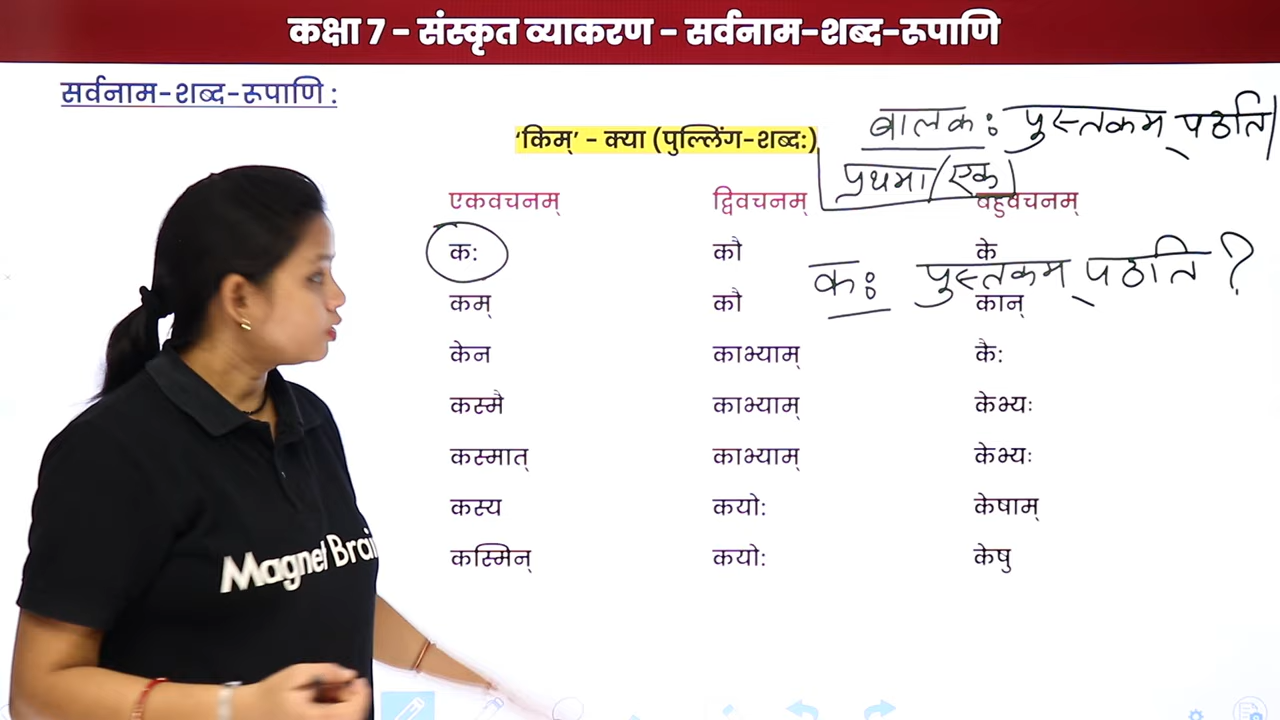 कक्षा 7 - संस्कृत व्याकरण - सर्वनाम-शब्द-रूपाणि
सर्वनाम-शब्द-रूपाणि :
बालकः पुस्तकम् पठति।
'किम्' - क्या (पुल्लिंग-शब्द:)
प्रथमा/एक
एकवचनम् द्विवचनम् बहुवचनम्
क: कौ के
कः पुस्तकम् पठति ?
कम् कौ कान्
केन काभ्याम् कै:
कस्मै काभ्याम् केभ्यः
कस्मात् काभ्याम् केभ्यः
कस्य कयो: केषाम्
कस्मिन् कयो: केषु
Magnet Brai